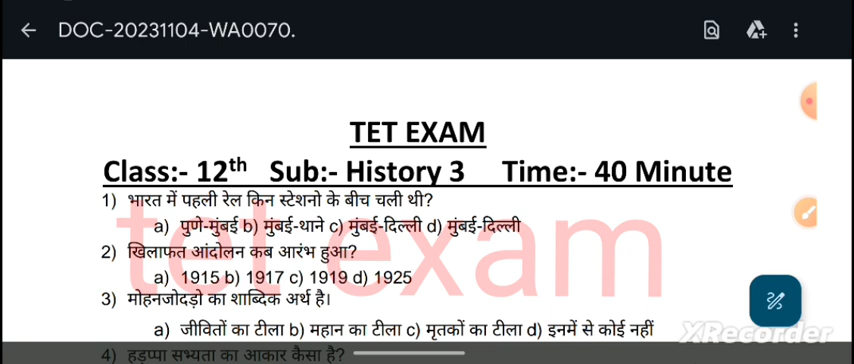 DOC-20231104-WA0070.
TET EXAM
Class:- 12th Sub:- History 3 Time:- 40 Minute
1) भारत में पहली रेल किन स्टेशनो के बीच चली थी?
a) पुणे-मुंबई b) मुंबई-थाने c) मुंबई-दिल्ली d) मुंबई-दिल्ली
2) खिलाफत आंदोलन कब आरंभ हुआ?
a) 1915 b) 1917 c) 1919 d) 1925
3) मोहनजोदड़ो का शाब्दिक अर्थ है।
a) जीवितों का टीला b) महान का टीला c) मृतकों का टीला d) इनमें से कोई नहीं
4) हड़प्पा सभ्यता का आकार कैसा है?
tet exam
XRecorder